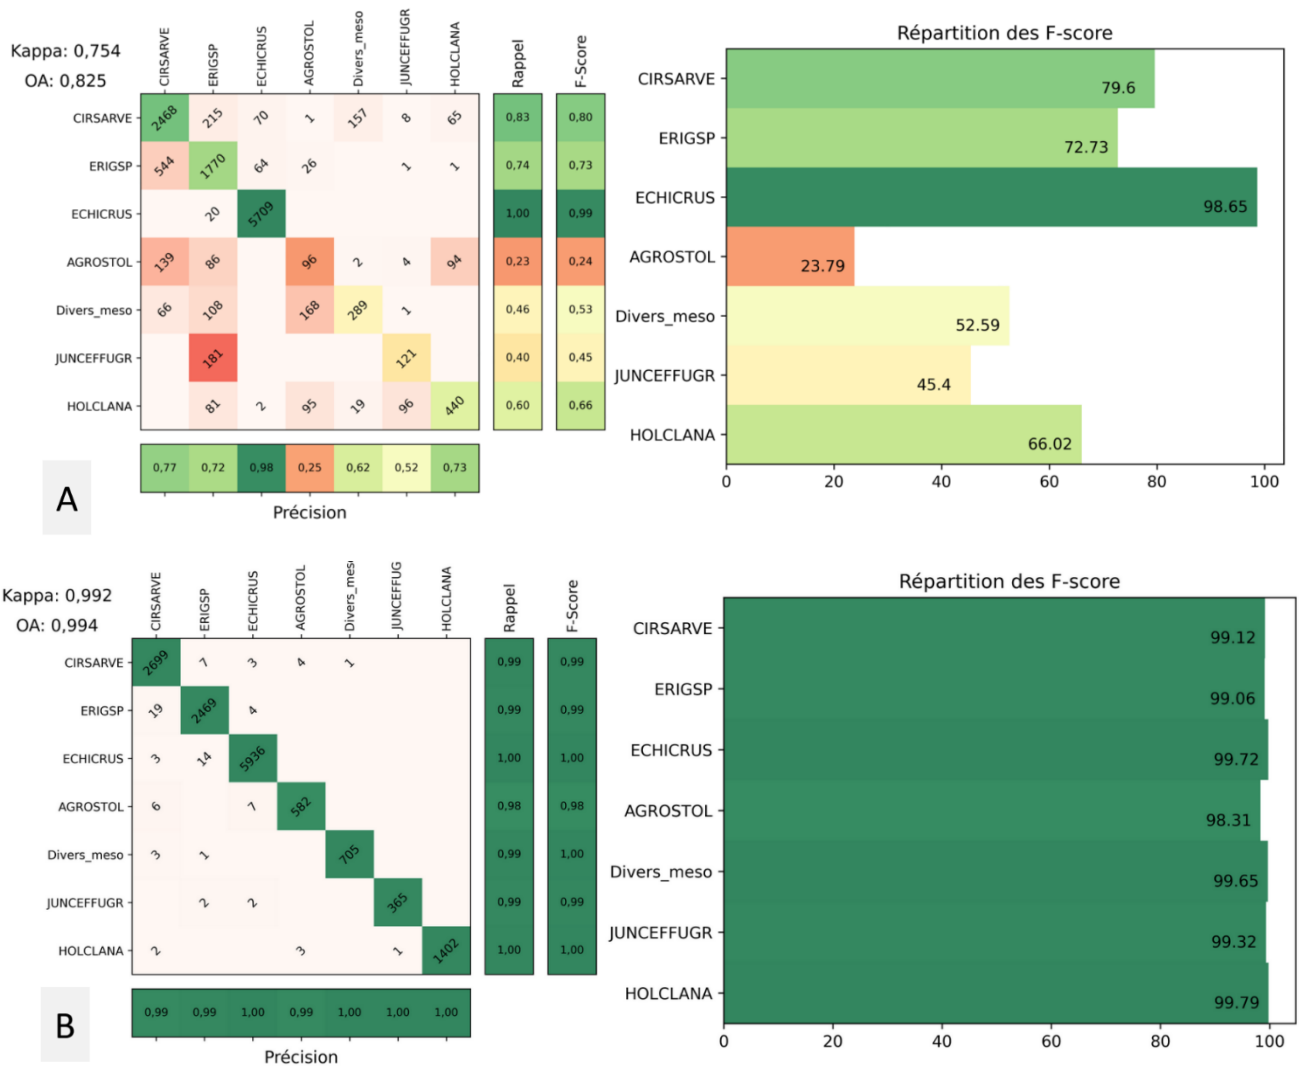 Kappa: 0,754
OA: 0,825
CIRSARVE ERIGSP ECHICRUS AGROSTOL Divers_meso JUNCEFFUGR HOLCLANA Rappel F-Score
CIRSARVE 2468 215 70 1 157 8 65 0,83 0,80
ERIGSP 544 1770 64 26 1 1 0,74 0,73
ECHICRUS 20 5709 1,00 0,99
AGROSTOL 139 86 96 2 4 94 0,23 0,24
Divers_meso 66 108 168 289 1 0,46 0,53
JUNCEFFUGR 181 121 0,40 0,45
HOLCLANA 81 2 95 19 96 440 0,60 0,66
0,77 0,72 0,98 0,25 0,62 0,52 0,73
Précision
A
Répartition des F-score
CIRSARVE 79.6
ERIGSP 72.73
ECHICRUS 98.65
AGROSTOL 23.79
Divers_meso 52.59
JUNCEFFUGR 45.4
HOLCLANA 66.02
0 20 40 60 80 100
Kappa: 0,992
OA: 0,994
CIRSARVE ERIGSP ECHICRUS AGROSTOL Divers_mes JUNCEFFUG HOLCLANA Rappel F-Score
CIRSARVE 2699 7 3 4 1 0,99 0,99
ERIGSP 19 2469 4 0,99 0,99
ECHICRUS 3 14 5936 1,00 1,00
AGROSTOL 6 7 582 0,98 0,98
Divers_meso 3 1 705 0,99 1,00
JUNCEFFUGR 2 2 365 0,99 0,99
HOLCLANA 2 3 1 1402 1,00 1,00
0,99 0,99 1,00 0,99 1,00 1,00 1,00
Précision
B
Répartition des F-score
CIRSARVE 99.12
ERIGSP 99.06
ECHICRUS 99.72
AGROSTOL 98.31
Divers_meso 99.65
JUNCEFFUGR 99.32
HOLCLANA 99.79
0 20 40 60 80 100